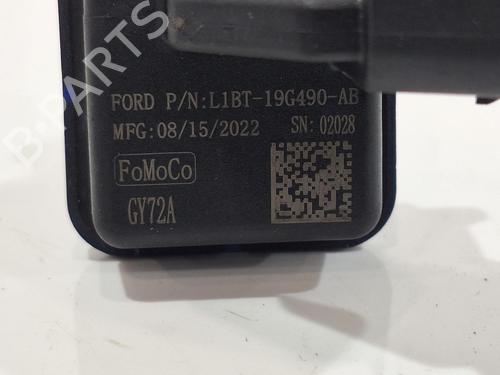 B-PARTS
FORD P/N:L1BT-19G490-AB
MFG:08/15/2022 SN: 02028
FoMoCo
GY72A